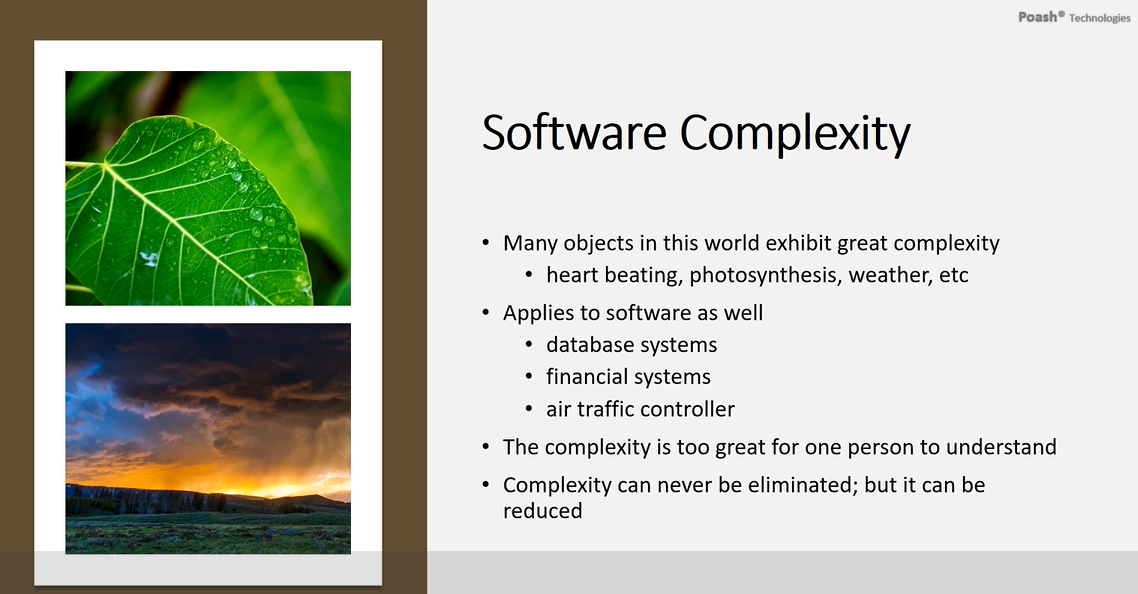 Poash® Technologies
Software Complexity
• Many objects in this world exhibit great complexity
• heart beating, photosynthesis, weather, etc
• Applies to software as well
• database systems
• financial systems
• air traffic controller
• The complexity is too great for one person to understand
• Complexity can never be eliminated; but it can be
reduced